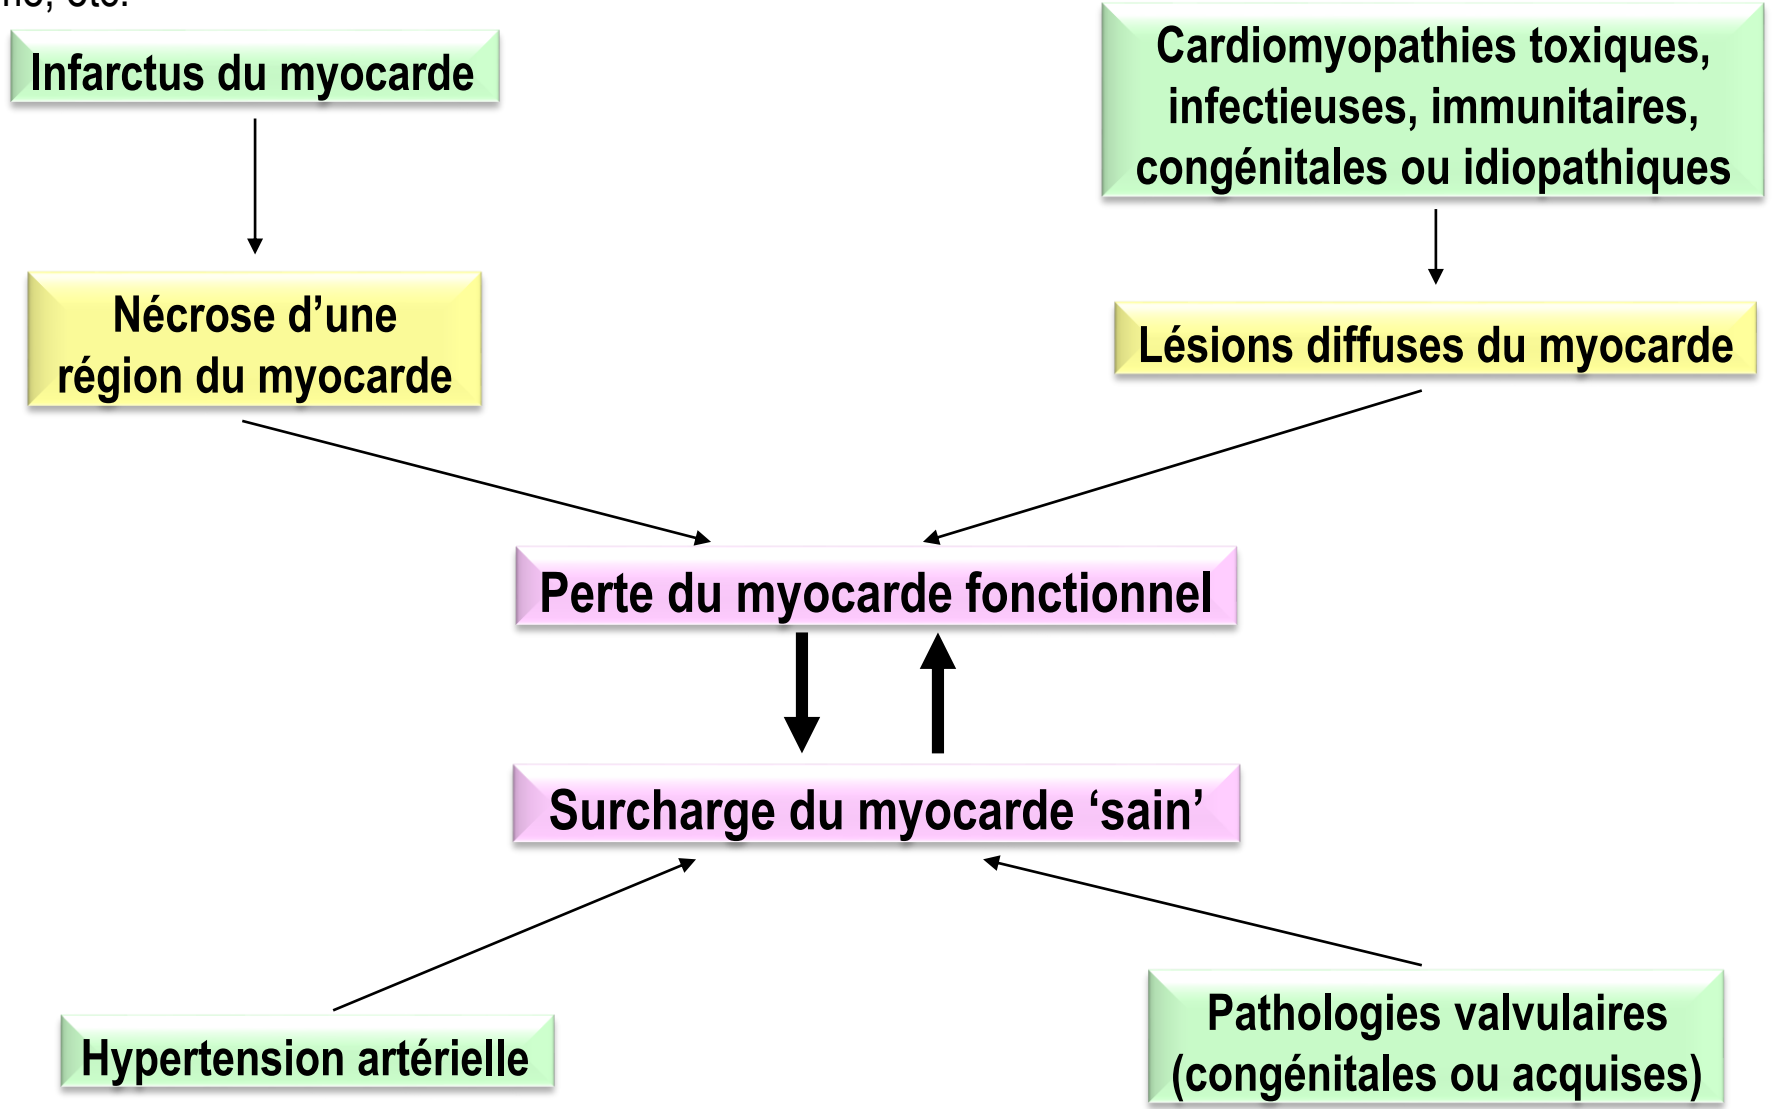 etc.
Infarctus du myocarde
Cardiomyopathies toxiques,
infectieuses, immunitaires,
congénitales ou idiopathiques
Nécrose d’une
région du myocarde
Lésions diffuses du myocarde
Perte du myocarde fonctionnel
Surcharge du myocarde ‘sain’
Hypertension artérielle
Pathologies valvulaires
(congénitales ou acquises)